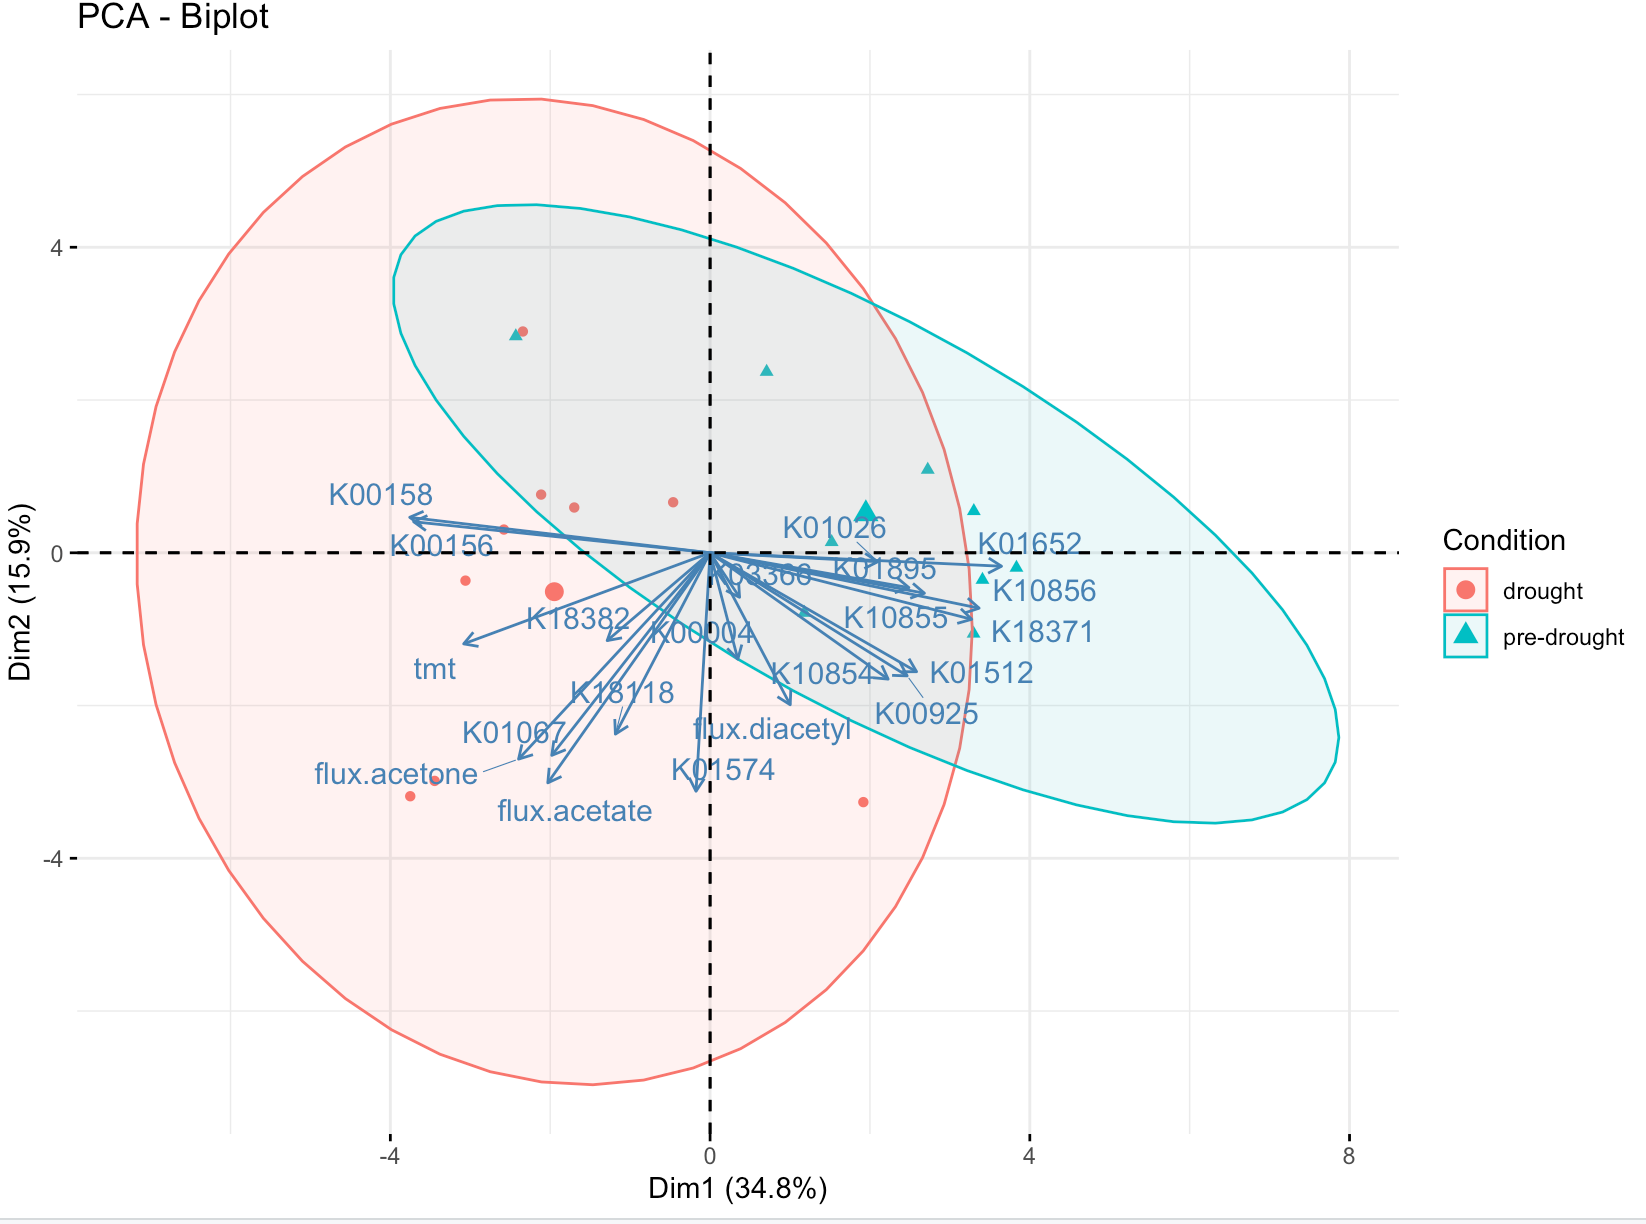 PCA - Biplot
4
0
-4
-4
0
4
8
Dim1 (34.8%)
Dim2 (15.9%)
K00158
K00156
K01026
K01652
K03366
K01895
K10856
K18382
K00004
K10855
K18371
tmt
K18118
K10854
K01512
K00925
K01067
flux.diacetyl
flux.acetone
K01574
flux.acetate
Condition
drought
pre-drought